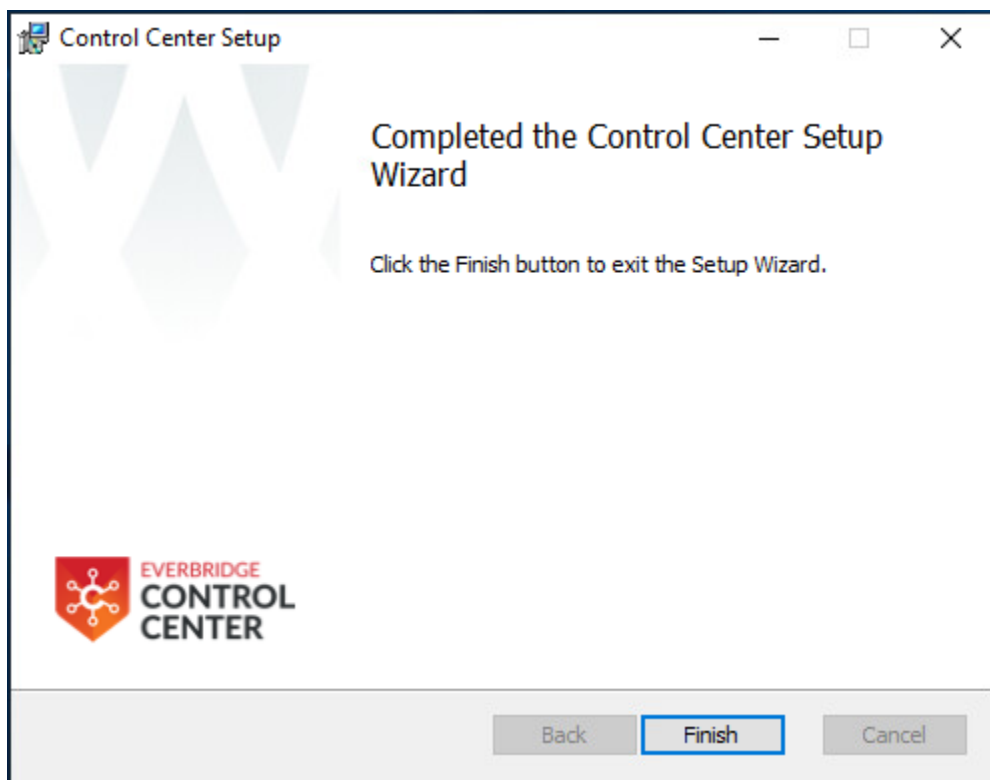 Control Center Setup
Completed the Control Center Setup
Wizard
Click the Finish button to exit the Setup Wizard.
EVERBRIDGE
CONTROL
CENTER
Back
Finish
Cancel